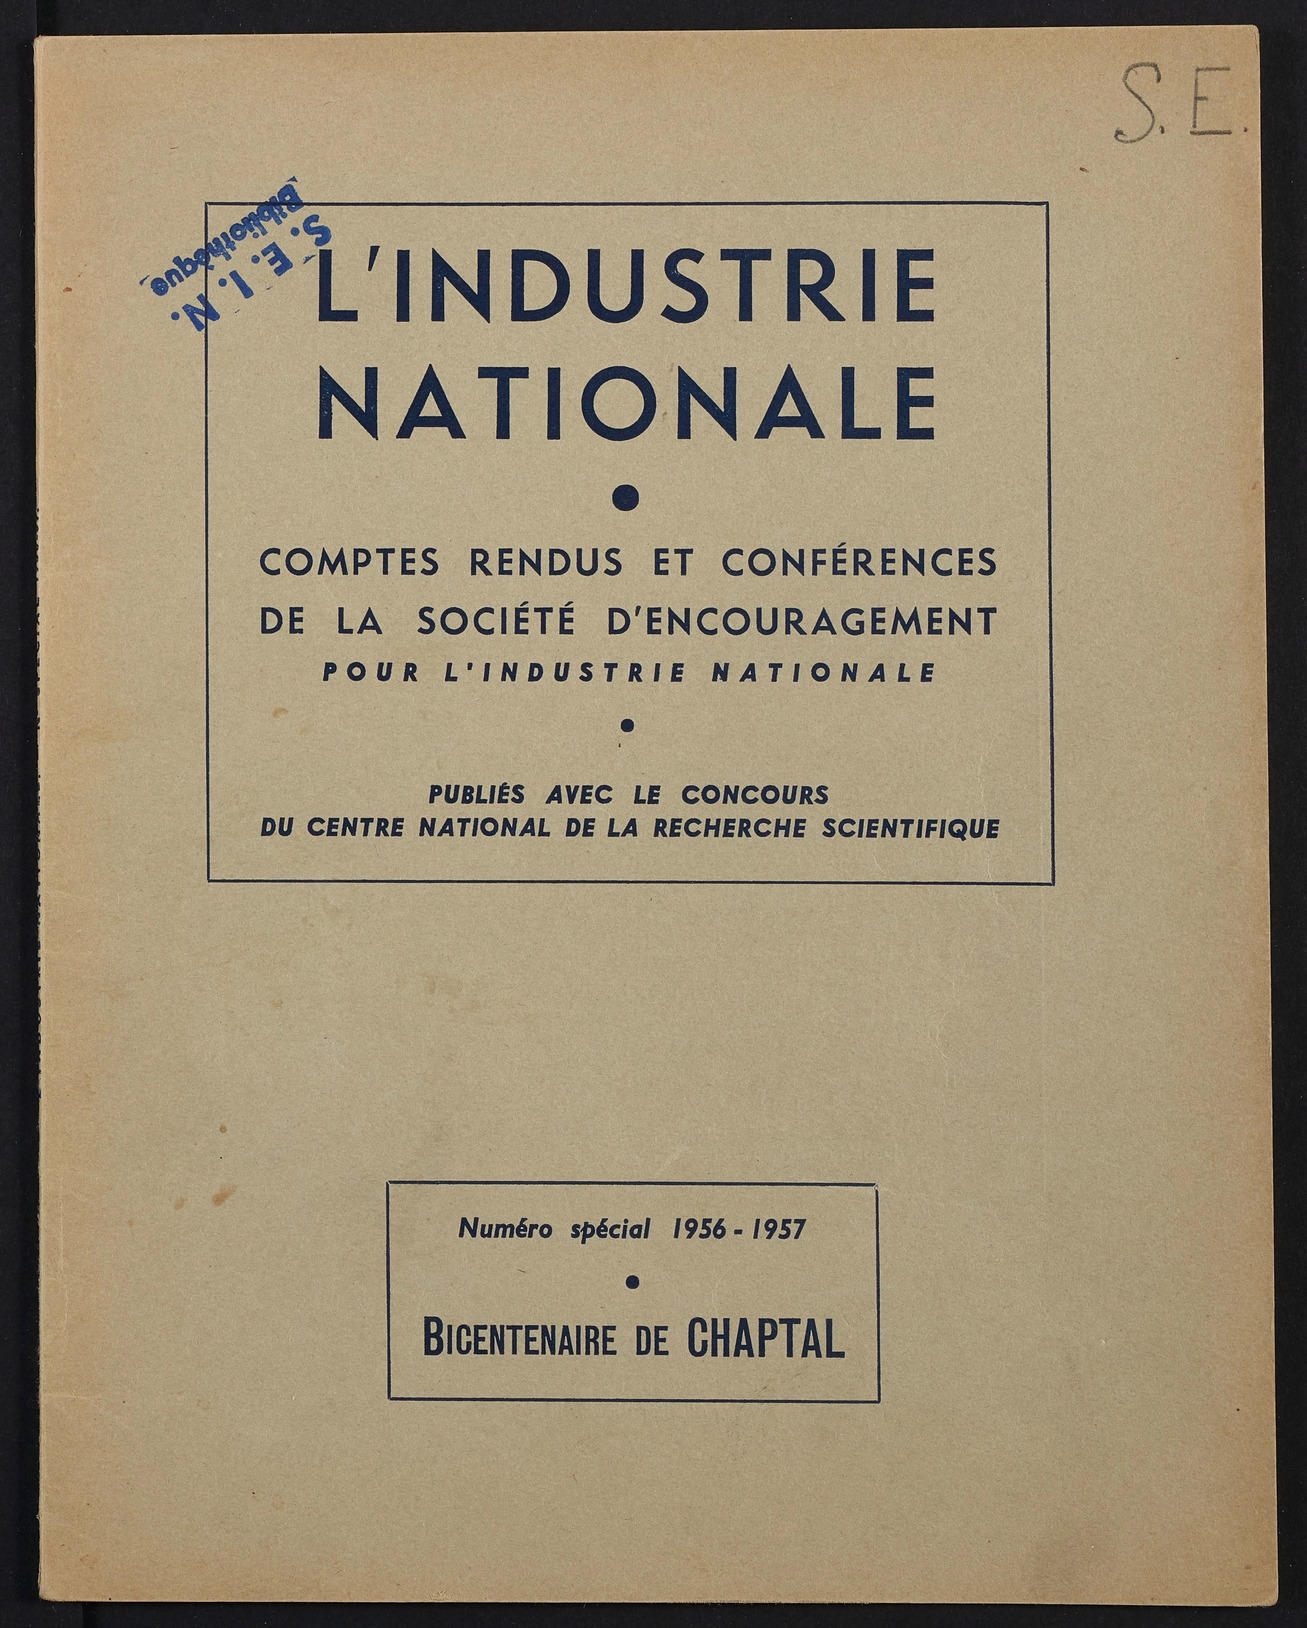 S. E.
S. E. I. N.
Bibliothèque
L'INDUSTRIE
NATIONALE
COMPTES RENDUS ET CONFÉRENCES
DE LA SOCIÉTÉ D'ENCOURAGEMENT
POUR L'INDUSTRIE NATIONALE
PUBLIÉS AVEC LE CONCOURS
DU CENTRE NATIONAL DE LA RECHERCHE SCIENTIFIQUE
Numéro spécial 1956 - 1957
BICENTENAIRE DE CHAPTAL